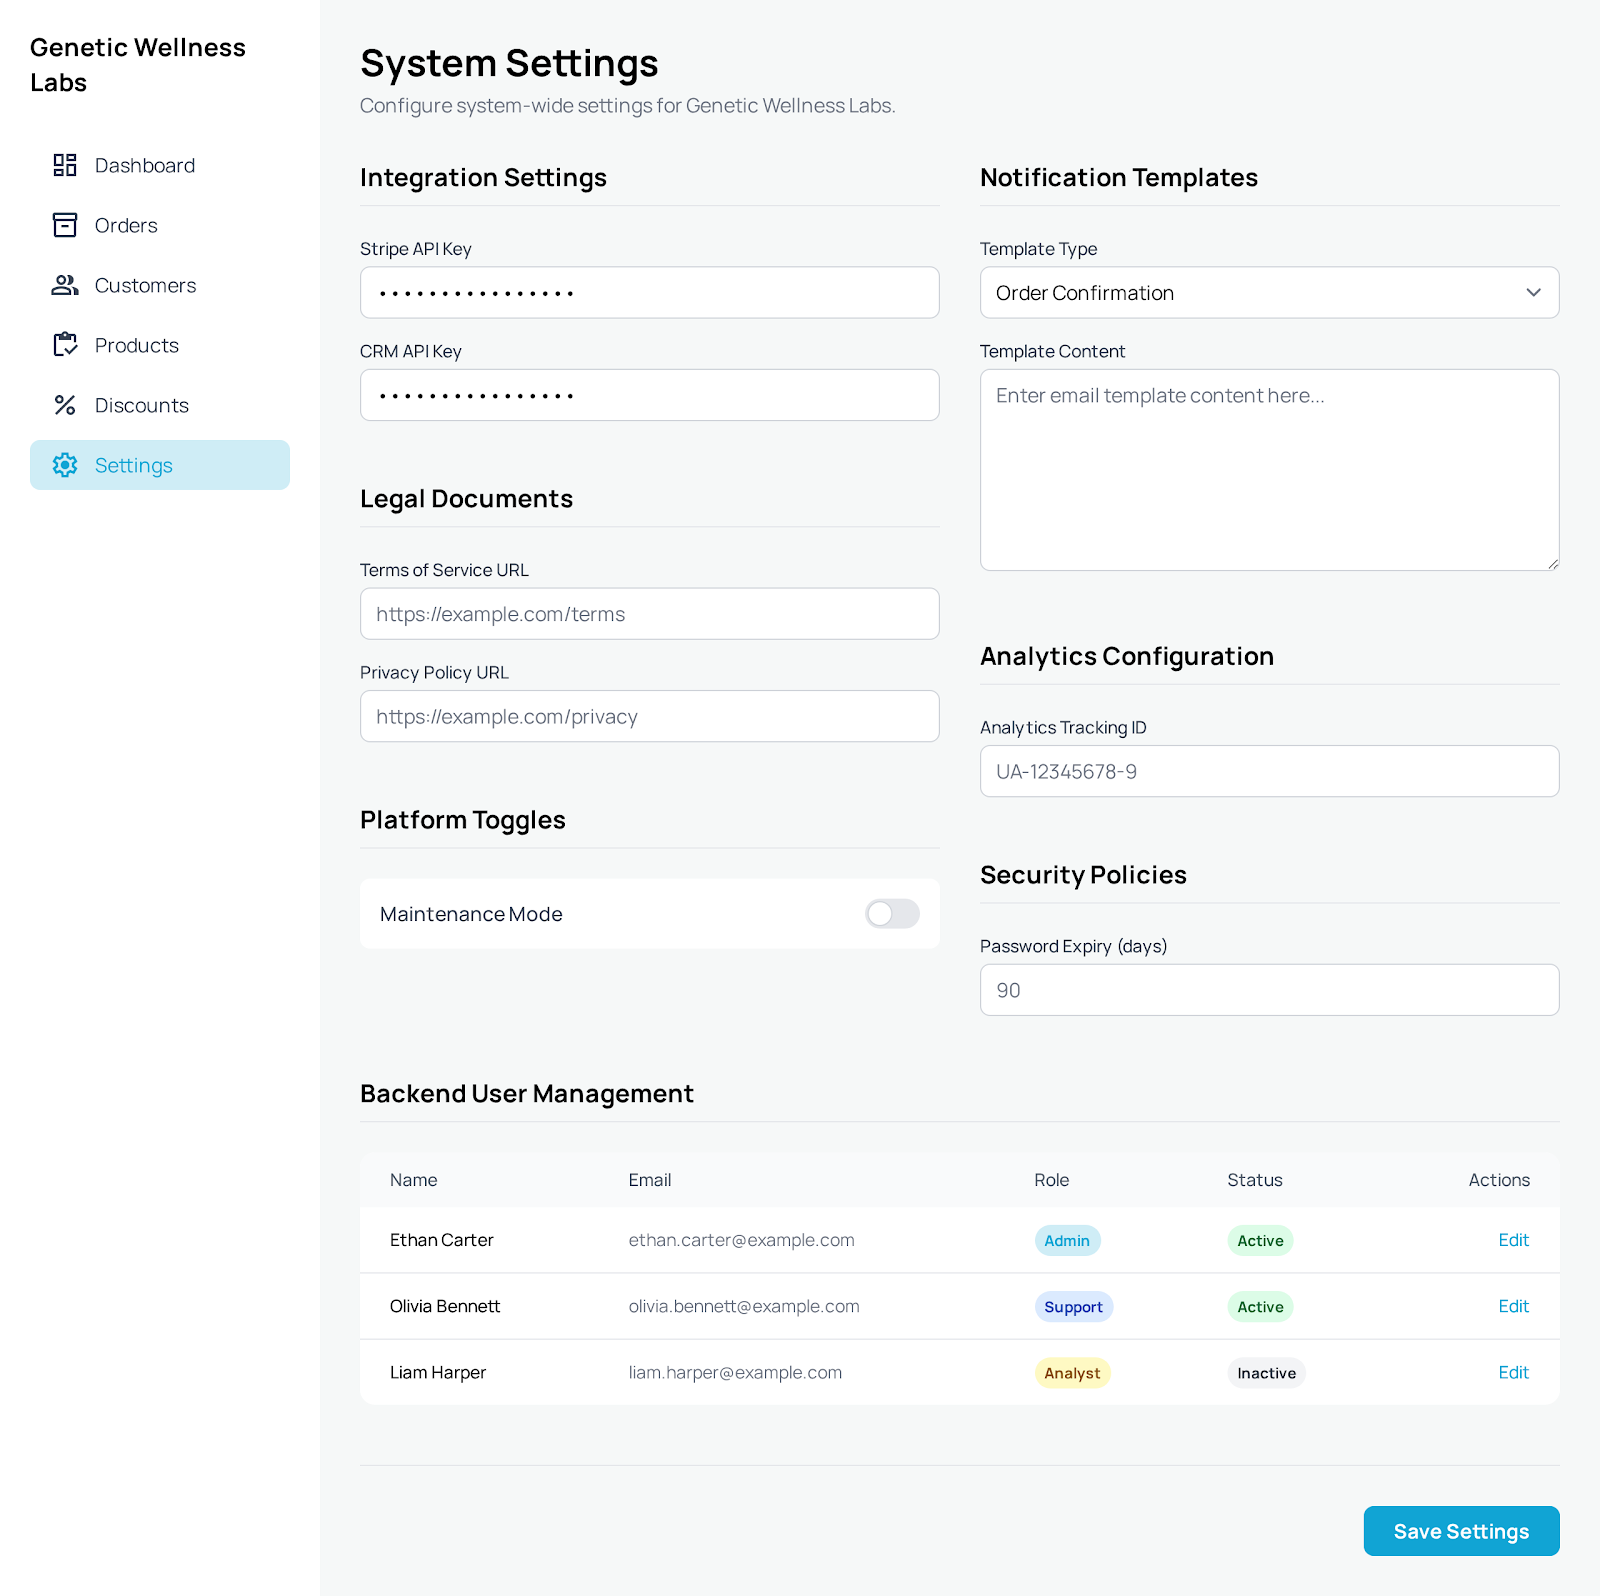 Genetic Wellness
Labs
Dashboard
Orders
Customers
Products
Discounts
Settings
System Settings
Configure system-wide settings for Genetic Wellness Labs.
Integration Settings
Stripe API Key
••••••••••••••••
CRM API Key
••••••••••••••••
Legal Documents
Terms of Service URL
https://example.com/terms
Privacy Policy URL
https://example.com/privacy
Platform Toggles
Maintenance Mode
Notification Templates
Template Type
Order Confirmation
Template Content
Enter email template content here...
Analytics Configuration
Analytics Tracking ID
UA-12345678-9
Security Policies
Password Expiry (days)
90
Backend User Management
Name Email Role Status Actions
Ethan Carter ethan.carter@example.com Admin Active Edit
Olivia Bennett olivia.bennett@example.com Support Active Edit
Liam Harper liam.harper@example.com Analyst Inactive Edit
Save Settings